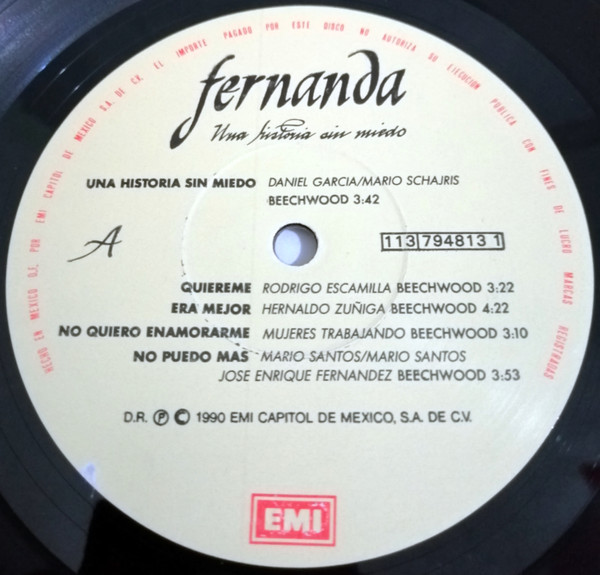 HECHO EN MEXICO D.F. POR EMI CAPITOL DE MEXICO S.A. DE C.V. EL IMPORTE PAGADO POR ESTE DISCO NO AUTORIZA SU EJECUCION PUBLICA CON FINES DE LUCRO MARCAS REGISTRADAS
fernanda
Una historia sin miedo
UNA HISTORIA SIN MIEDO DANIEL GARCIA/MARIO SCHAJRIS
BEECHWOOD 3:42
A 113 794813 1
QUIEREME RODRIGO ESCAMILLA BEECHWOOD 3:22
ERA MEJOR HERNALDO ZUÑIGA BEECHWOOD 4:22
NO QUIERO ENAMORARME MUJERES TRABAJANDO BEECHWOOD 3:10
NO PUEDO MAS MARIO SANTOS/MARIO SANTOS
JOSE ENRIQUE FERNANDEZ BEECHWOOD 3:53
D.R. Ⓟ © 1990 EMI CAPITOL DE MEXICO, S.A. DE C.V.
EMI